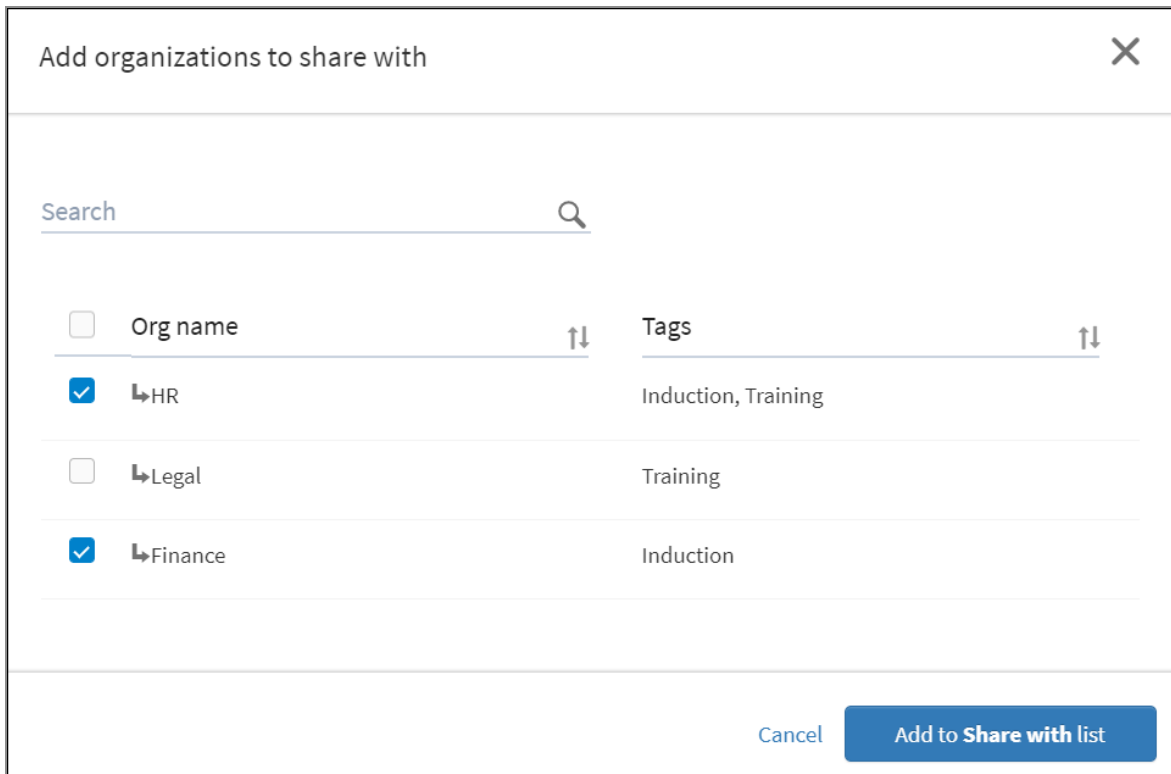 Add organizations to share with
Search
Org name Tags
HR Induction, Training
Legal Training
Finance Induction
Cancel Add to Share with list